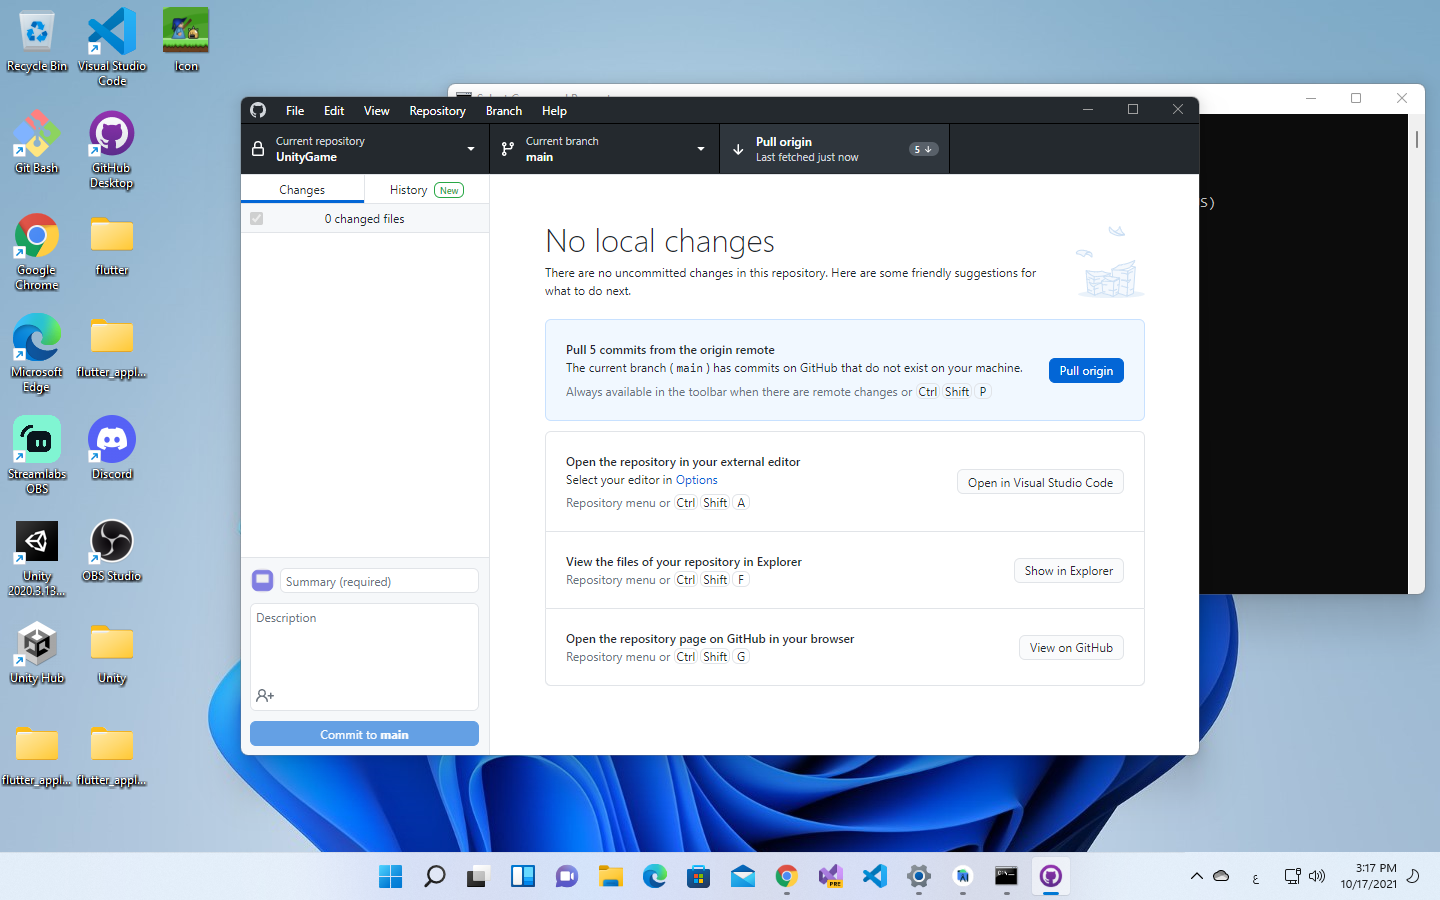 Recycle Bin
Visual Studio Code
Icon
Git Bash
GitHub Desktop
Google Chrome
flutter
Microsoft Edge
flutter_appl...
Streamlabs OBS
Discord
Unity 2020.3.13...
OBS Studio
Unity Hub
Unity
flutter_appl...
flutter_appl...
File Edit View Repository Branch Help
Current repository
UnityGame
Current branch
main
Pull origin
Last fetched just now
5
Changes
History New
0 changed files
No local changes
There are no uncommitted changes in this repository. Here are some friendly suggestions for
what to do next.
Pull 5 commits from the origin remote
The current branch (main) has commits on GitHub that do not exist on your machine.
Always available in the toolbar when there are remote changes or Ctrl Shift P
Pull origin
Open the repository in your external editor
Select your editor in Options
Repository menu or Ctrl Shift A
Open in Visual Studio Code
View the files of your repository in Explorer
Repository menu or Ctrl Shift F
Show in Explorer
Open the repository page on GitHub in your browser
Repository menu or Ctrl Shift G
View on GitHub
Summary (required)
Description
Commit to main
S)
PRE
ع
3:17 PM
10/17/2021